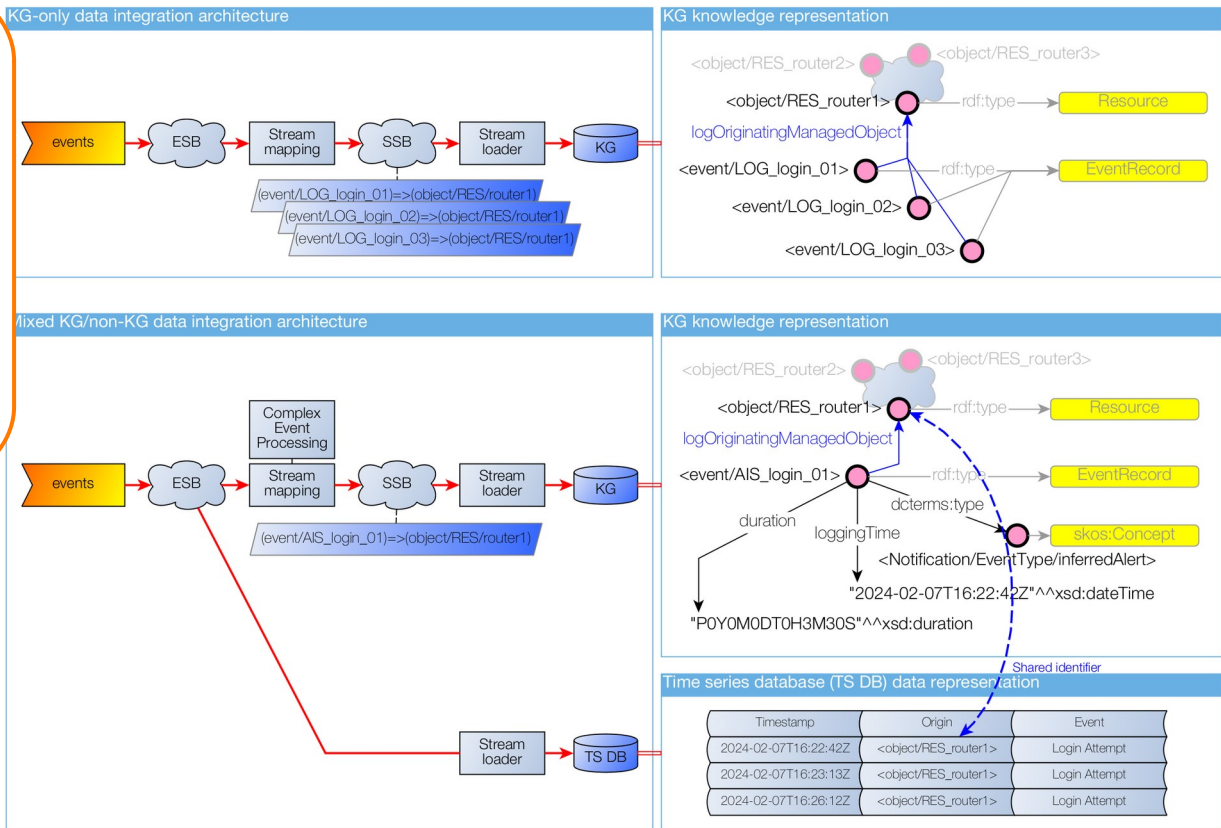 KG-only data integration architecture
events
ESB
Stream
mapping
SSB
Stream
loader
KG
(event/LOG_login_01)=>(object/RES/router1)
(event/LOG_login_02)=>(object/RES/router1)
(event/LOG_login_03)=>(object/RES/router1)
KG knowledge representation
<object/RES_router2>
<object/RES_router3>
<object/RES_router1>
rdf:type
Resource
logOriginatingManagedObject
<event/LOG_login_01>
rdf:type
EventRecord
<event/LOG_login_02>
<event/LOG_login_03>
Mixed KG/non-KG data integration architecture
Complex
Event
Processing
events
ESB
Stream
mapping
SSB
Stream
loader
KG
(event/AIS_login_01)=>(object/RES/router1)
Stream
loader
TS DB
KG knowledge representation
<object/RES_router2>
<object/RES_router3>
<object/RES_router1>
rdf:type
Resource
logOriginatingManagedObject
<event/AIS_login_01>
rdf:type
EventRecord
duration
loggingTime
dcterms:type
skos:Concept
<Notification/EventType/inferredAlert>
"2024-02-07T16:22:42Z"^^xsd:dateTime
"P0Y0M0DT0H3M30S"^^xsd:duration
Shared identifier
Time series database (TS DB) data representation
Timestamp Origin Event
2024-02-07T16:22:42Z <object/RES_router1> Login Attempt
2024-02-07T16:23:13Z <object/RES_router1> Login Attempt
2024-02-07T16:26:12Z <object/RES_router1> Login Attempt